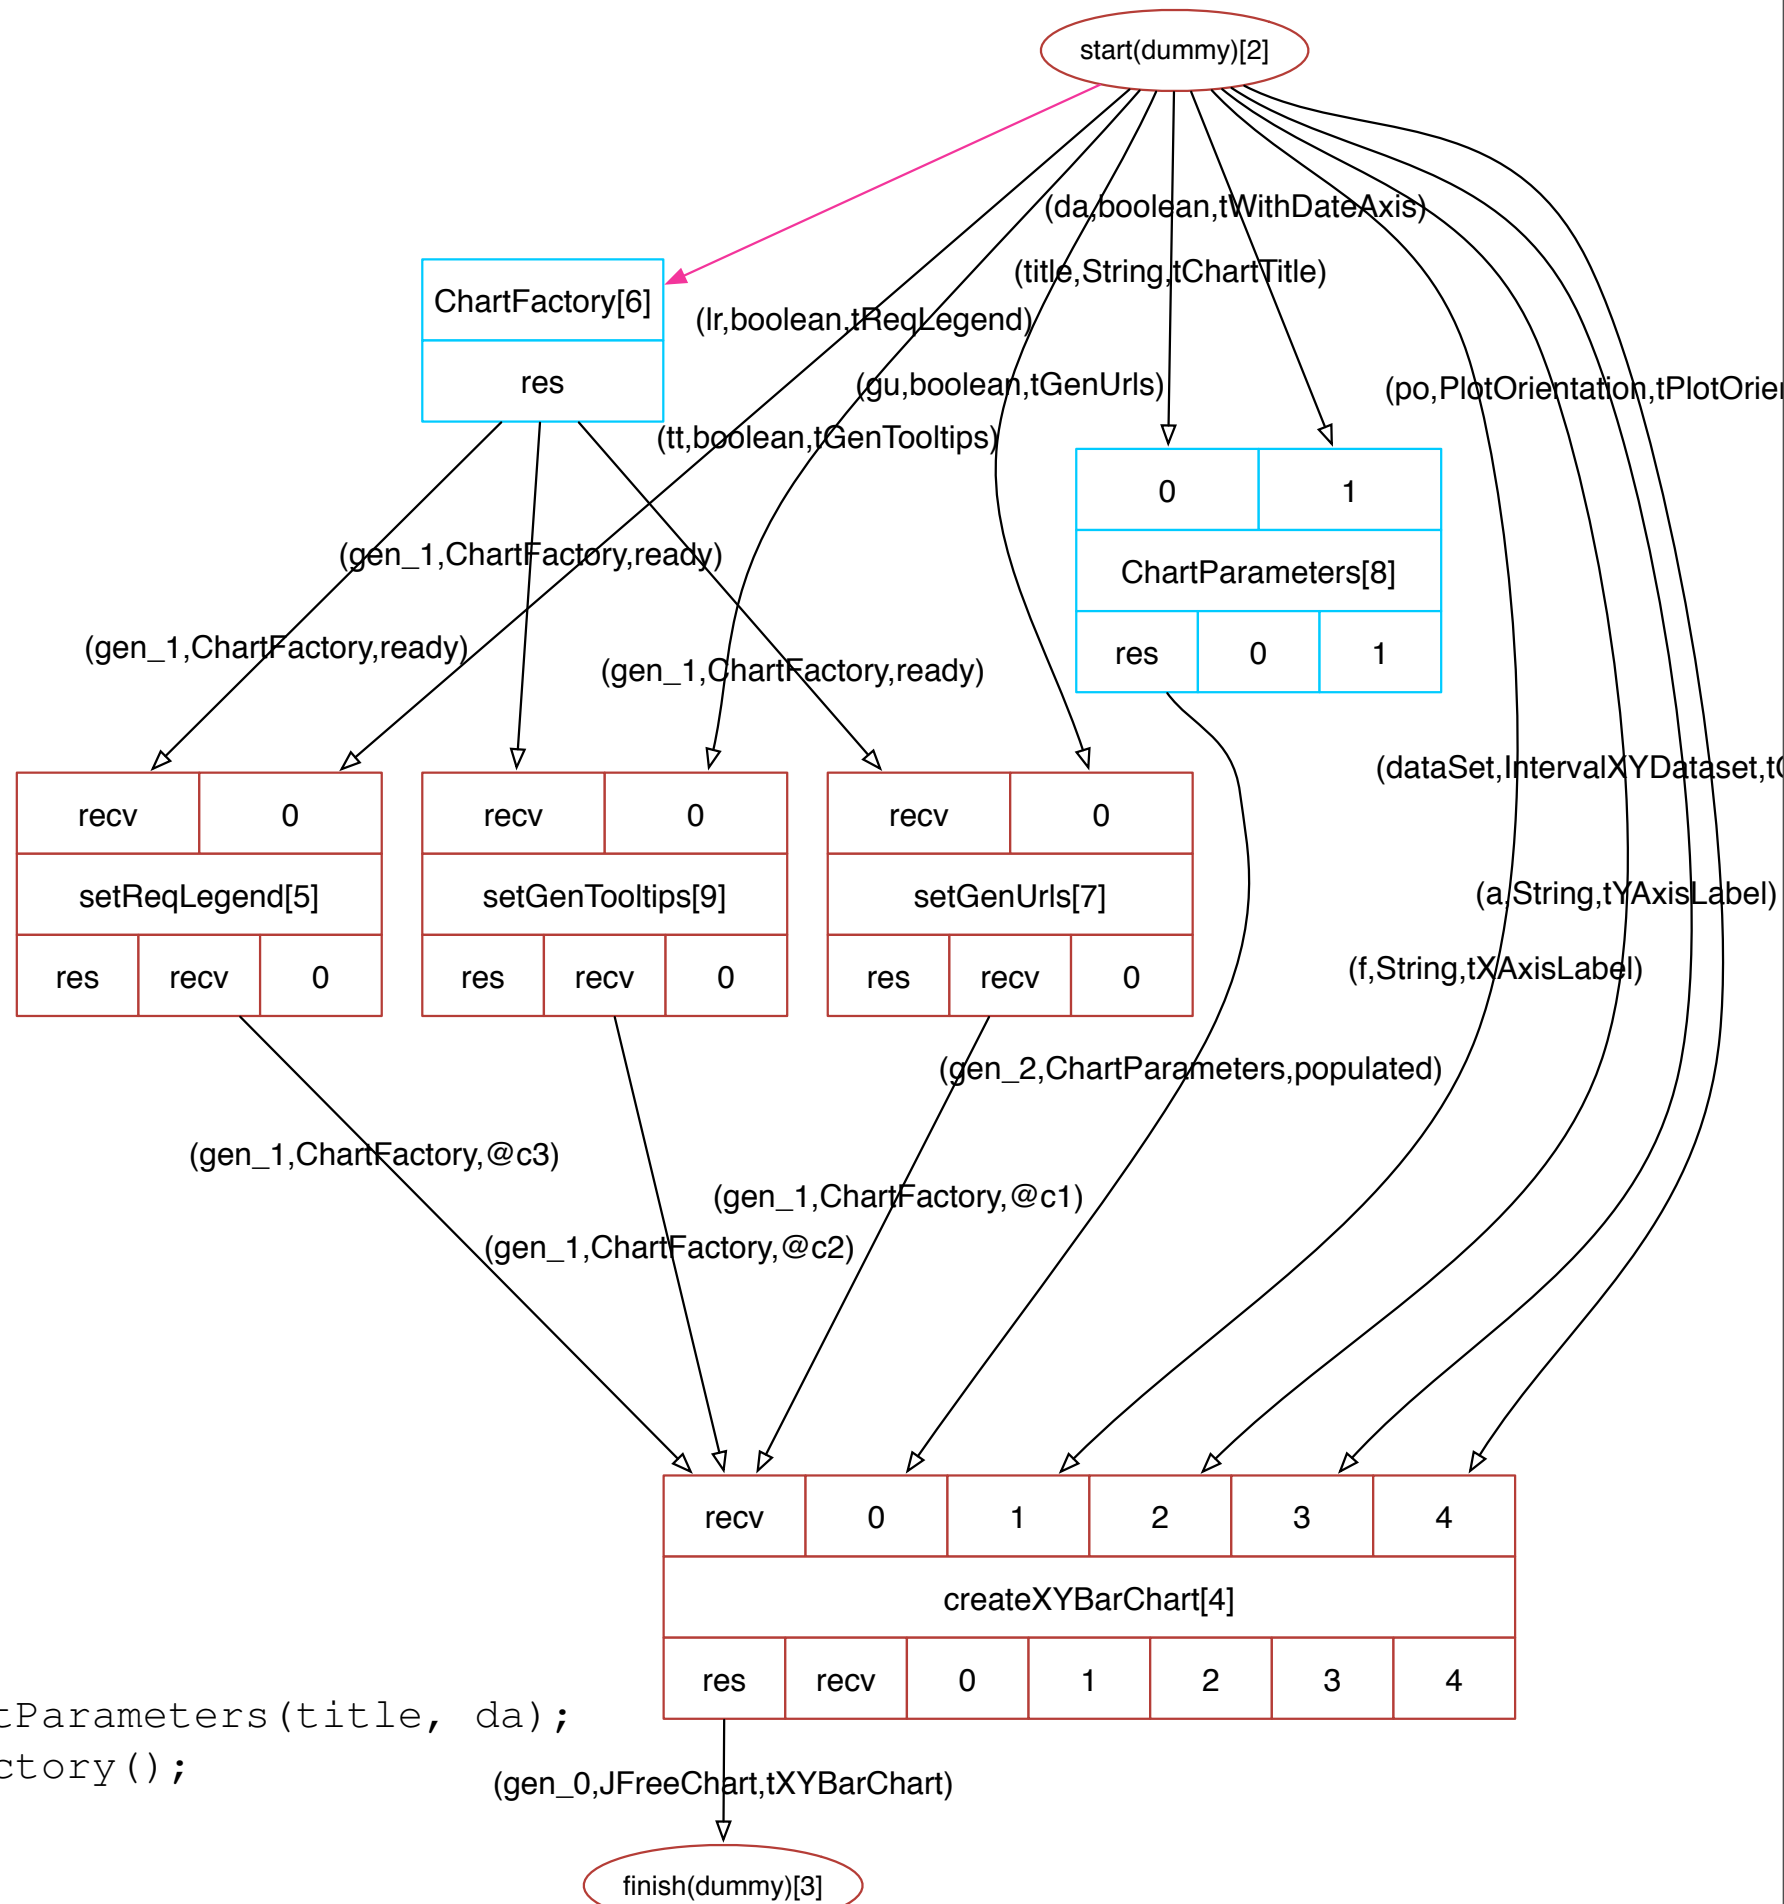 start(dummy)[2]
(da,boolean,tWithDateAxis)
(title,String,tChartTitle)
ChartFactory[6]
(lr,boolean,tReqLegend)
res
(gu,boolean,tGenUrls)
(po,PlotOrientation,tPlotOrie
(tt,boolean,tGenTooltips)
0 1
(gen_1,ChartFactory,ready)
ChartParameters[8]
(gen_1,ChartFactory,ready)
(gen_1,ChartFactory,ready)
res 0 1
(dataSet,IntervalXYDataset,t
recv 0 recv 0 recv 0
setReqLegend[5] setGenTooltips[9] setGenUrls[7]
(a,String,tYAxisLabel)
res recv 0 res recv 0 res recv 0
(f,String,tXAxisLabel)
(gen_2,ChartParameters,populated)
(gen_1,ChartFactory,@c3)
(gen_1,ChartFactory,@c1)
(gen_1,ChartFactory,@c2)
recv 0 1 2 3 4
createXYBarChart[4]
res recv 0 1 2 3 4
tParameters(title, da);
ctory();
(gen_0,JFreeChart,tXYBarChart)
finish(dummy)[3]